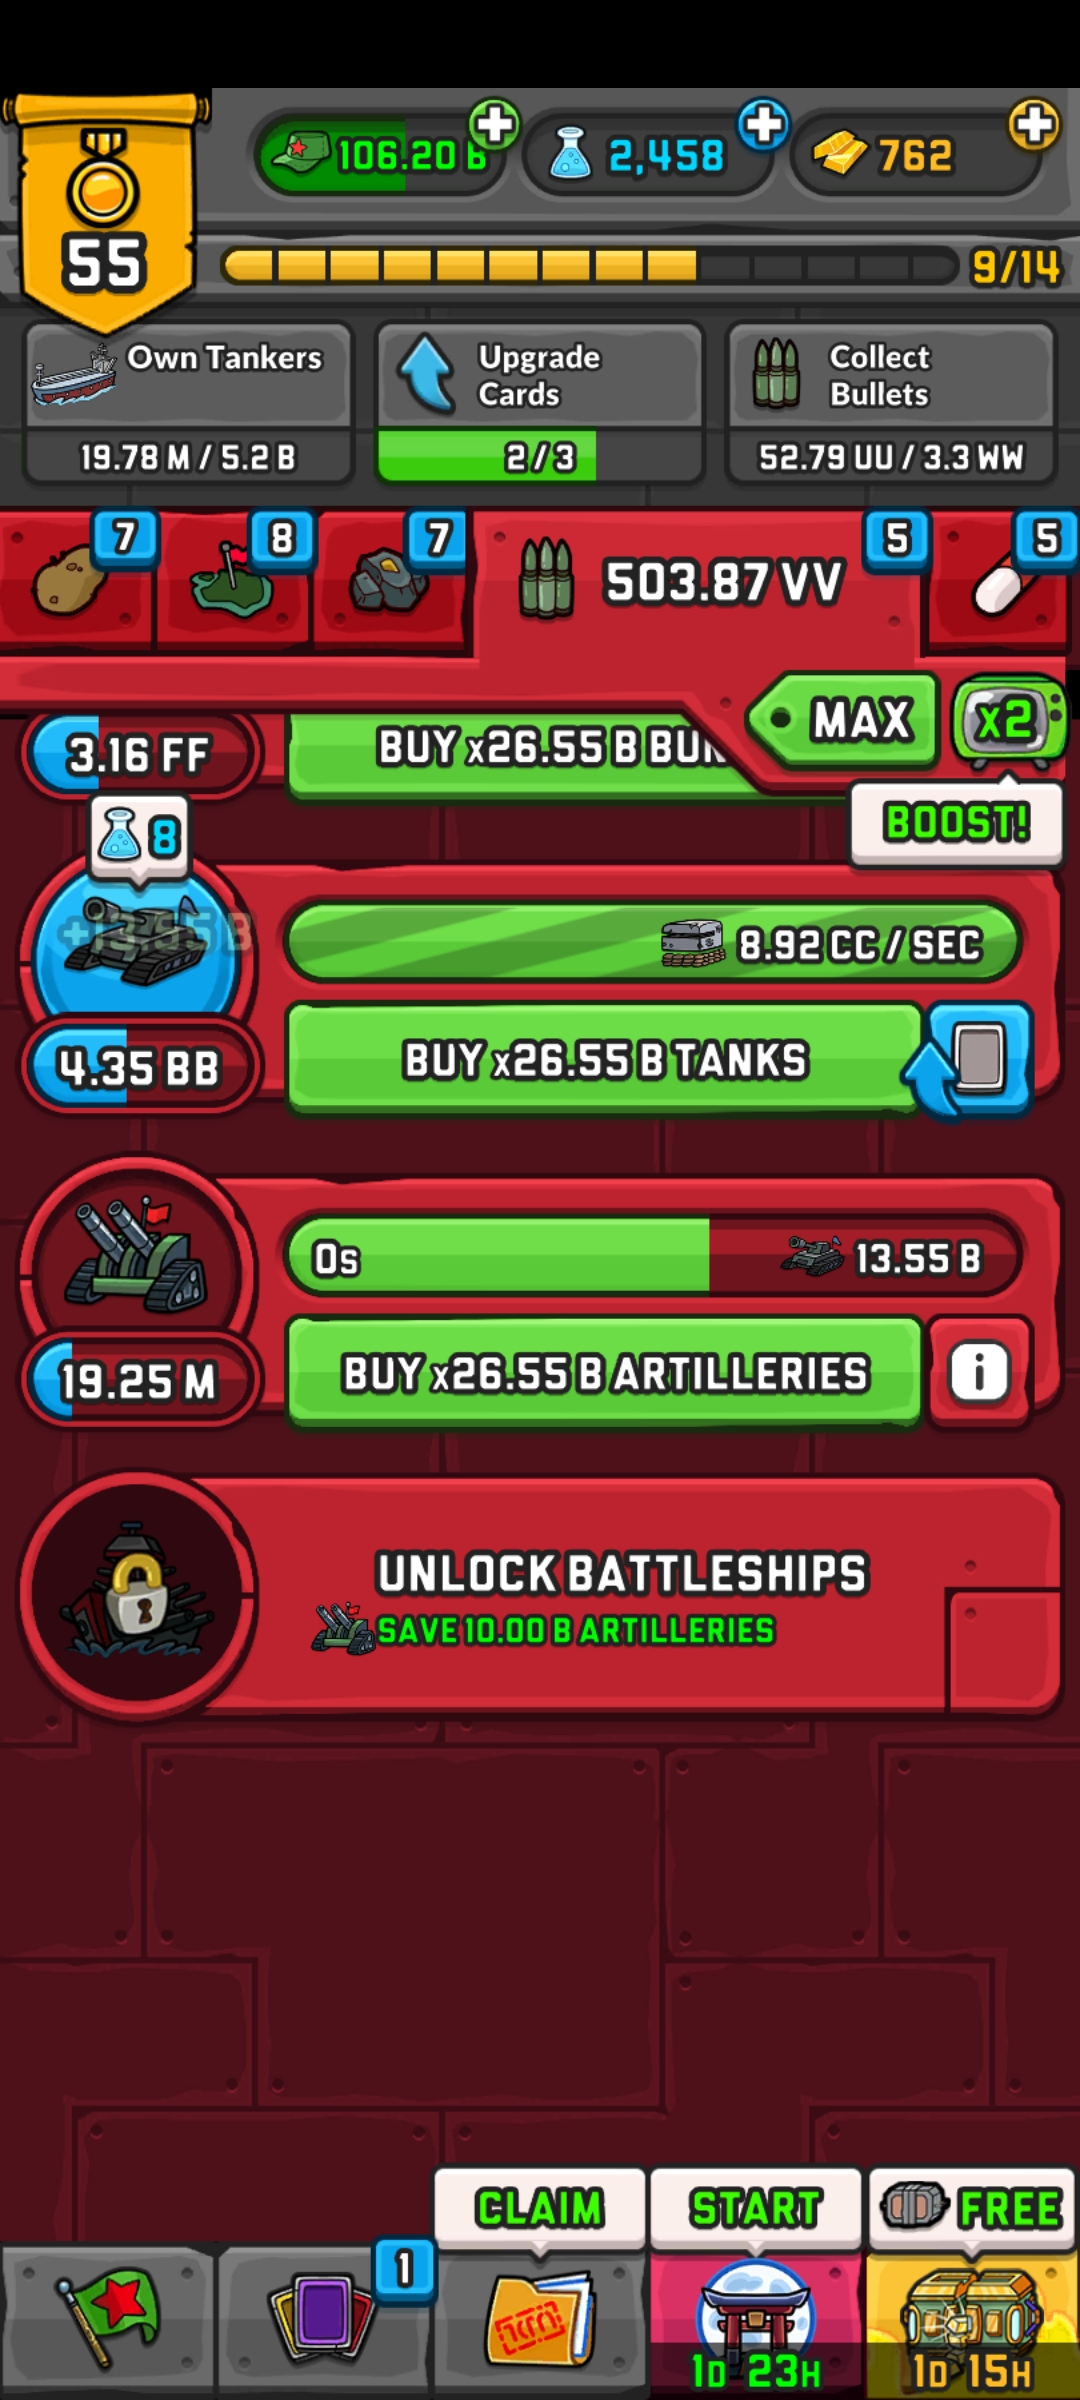 55
106.20 B
2,458
762
9/14
Own Tankers
19.78 M / 5.2 B
Upgrade
Cards
2 / 3
Collect
Bullets
52.79 UU / 3.3 WW
7
8
7
503.87 VV
5
5
MAX
x2
BOOST!
3.16 FF
BUY x26.55 B
8
+13.55 B
8.92 CC / SEC
4.35 BB
BUY x26.55 B TANKS
0s
13.55 B
19.25 M
BUY x26.55 B ARTILLERIES
i
UNLOCK BATTLESHIPS
SAVE 10.00 B ARTILLERIES
CLAIM
START
FREE
1
1D 23H
1D 15H